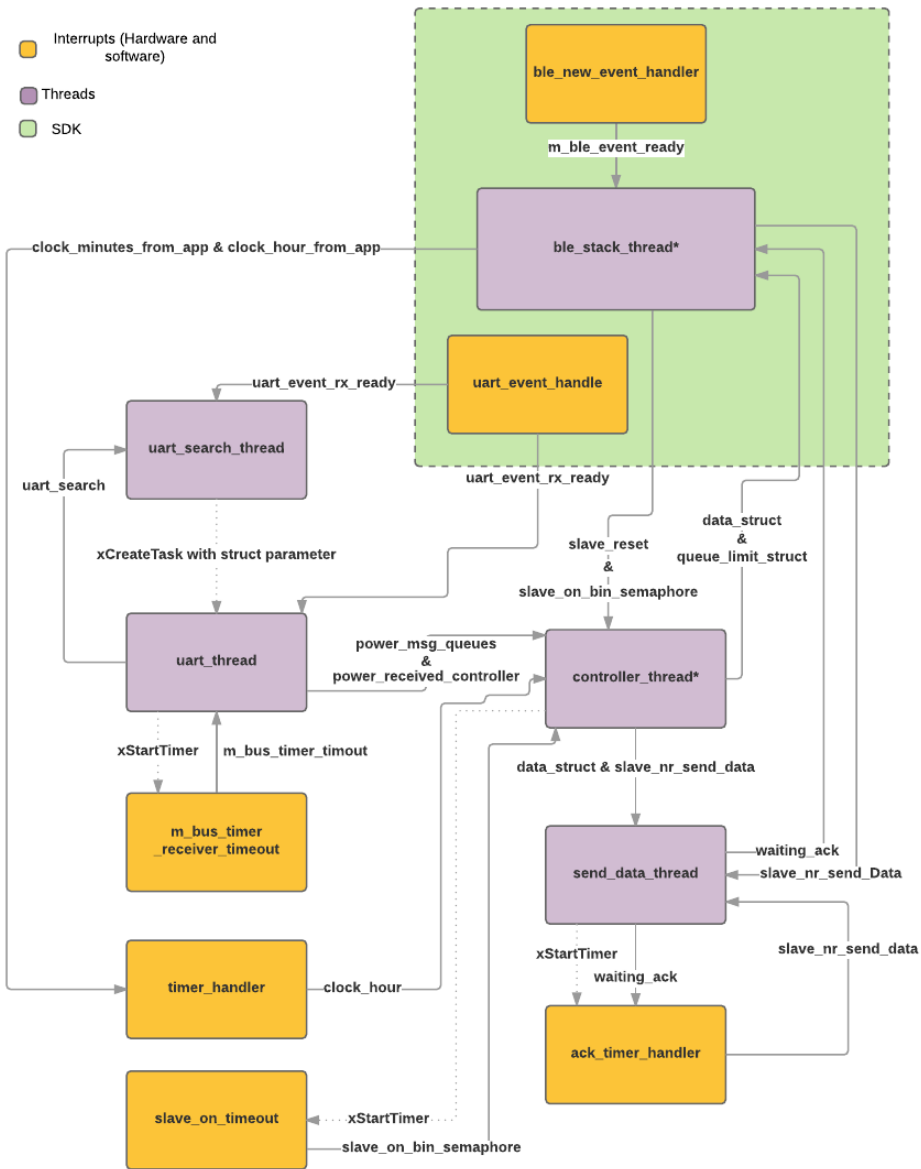 Interrupts (Hardware and
software)
Threads
SDK
ble_new_event_handler
m_ble_event_ready
ble_stack_thread*
clock_minutes_from_app & clock_hour_from_app
uart_event_handle
uart_event_rx_ready
uart_search_thread
uart_search
uart_event_rx_ready
xCreateTask with struct parameter
slave_reset
&
slave_on_bin_semaphore
data_struct
&
queue_limit_struct
uart_thread
power_msg_queues
&
power_received_controller
controller_thread*
xStartTimer
m_bus_timer_timout
data_struct & slave_nr_send_data
m_bus_timer
_receiver_timeout
send_data_thread
waiting_ack
slave_nr_send_Data
xStartTimer
waiting_ack
slave_nr_send_data
timer_handler
clock_hour
ack_timer_handler
slave_on_timeout
xStartTimer
slave_on_bin_semaphore